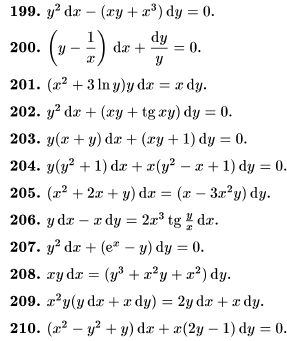 199. y² dx − (xy + x³) dy = 0.
200. (y − 1/x) dx + dy/y = 0.
201. (x² + 3 ln y)y dx = x dy.
202. y² dx + (xy + tg xy) dy = 0.
203. y(x + y) dx + (xy + 1) dy = 0.
204. y(y² + 1) dx + x(y² − x + 1) dy = 0.
205. (x² + 2x + y) dx = (x − 3x²y) dy.
206. y dx − x dy = 2x³ tg y/x dx.
207. y² dx + (eˣ − y) dy = 0.
208. xy dx = (y³ + x²y + x²) dy.
209. x²y(y dx + x dy) = 2y dx + x dy.
210. (x² − y² + y) dx + x(2y − 1) dy = 0.